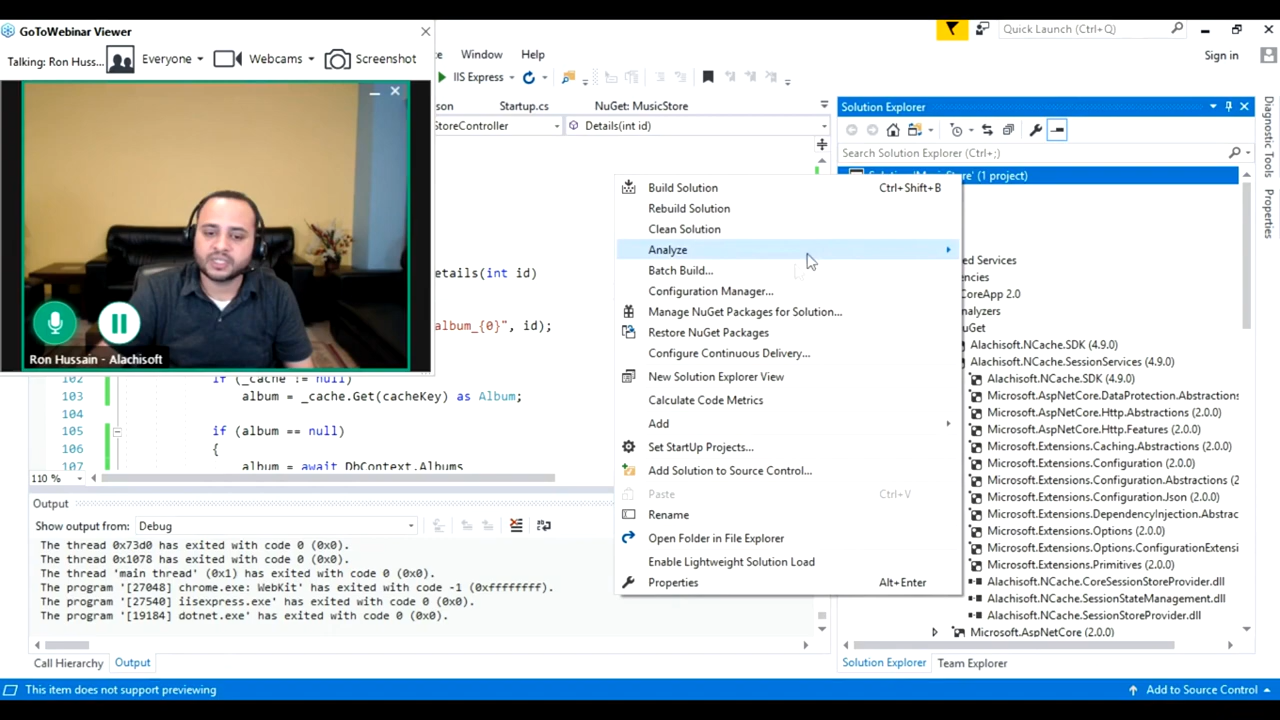 GoToWebinar Viewer
Talking: Ron Huss...
Everyone
Webcams
Screenshot
Ron Hussain - Alachisoft
Window
Help
Quick Launch (Ctrl+Q)
Sign in
IIS Express
Startup.cs
NuGet: MusicStore
StoreController
Details(int id)
etails(int id)
album_{0}", id);
102
if (_cache != null)
103
album = _cache.Get(cacheKey) as Album;
104
105
if (album == null)
106
{
107
album = await DbContext.Albums
110 %
Output
Show output from:
Debug
The thread 0x73d0 has exited with code 0 (0x0).
The thread 0x1078 has exited with code 0 (0x0).
The thread 'main thread' (0x1) has exited with code 0 (0x0).
The program '[27048] chrome.exe: WebKit' has exited with code -1 (0xffffffff).
The program '[27540] iisexpress.exe' has exited with code 0 (0x0).
The program '[19184] dotnet.exe' has exited with code 0 (0x0).
Call Hierarchy
Output
Build Solution
Ctrl+Shift+B
Rebuild Solution
Clean Solution
Analyze
Batch Build...
Configuration Manager...
Manage NuGet Packages for Solution...
Restore NuGet Packages
Configure Continuous Delivery...
New Solution Explorer View
Calculate Code Metrics
Add
Set StartUp Projects...
Add Solution to Source Control...
Paste
Ctrl+V
Rename
Open Folder in File Explorer
Enable Lightweight Solution Load
Properties
Alt+Enter
Solution Explorer
Search Solution Explorer (Ctrl+;)
(1 project)
ed Services
encies
CoreApp 2.0
alyzers
uGet
Alachisoft.NCache.SDK (4.9.0)
Alachisoft.NCache.SessionServices (4.9.0)
Alachisoft.NCache.SDK (4.9.0)
Microsoft.AspNetCore.DataProtection.Abstractions
Microsoft.AspNetCore.Http.Abstractions (2.0.0)
Microsoft.AspNetCore.Http.Features (2.0.0)
Microsoft.Extensions.Caching.Abstractions (2.0.0)
Microsoft.Extensions.Configuration (2.0.0)
Microsoft.Extensions.Configuration.Abstractions (2
Microsoft.Extensions.Configuration.Json (2.0.0)
Microsoft.Extensions.DependencyInjection.Abstrac
Microsoft.Extensions.Options (2.0.0)
Microsoft.Extensions.Options.ConfigurationExtensi
Microsoft.Extensions.Primitives (2.0.0)
Alachisoft.NCache.CoreSessionStoreProvider.dll
Alachisoft.NCache.SessionStateManagement.dll
Alachisoft.NCache.SessionStoreProvider.dll
Microsoft.AspNetCore (2.0.0)
Solution Explorer
Team Explorer
Diagnostic Tools
Properties
This item does not support previewing
Add to Source Control